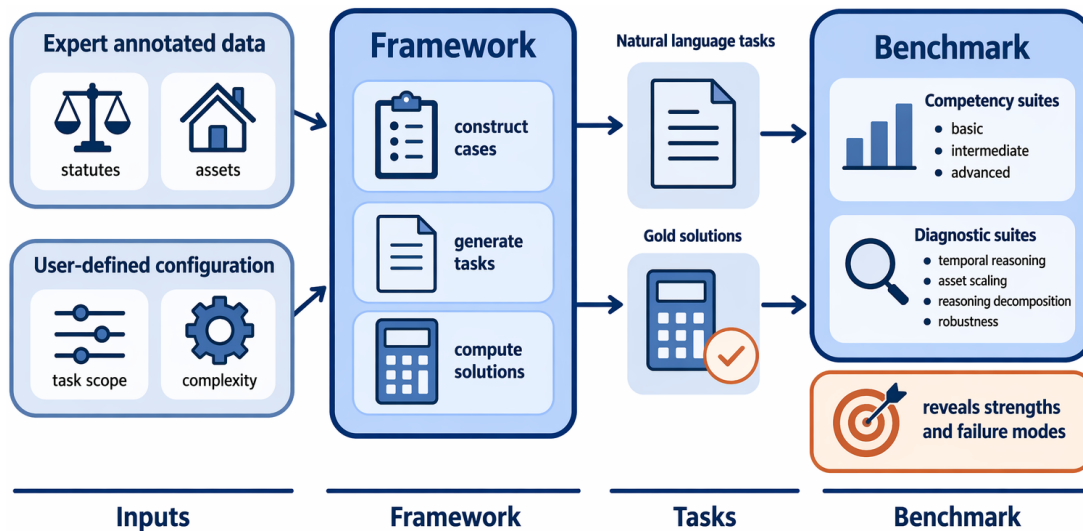 Expert annotated data
statutes
assets
User-defined configuration
task scope
complexity
Framework
construct
cases
generate
tasks
compute
solutions
Natural language tasks
Gold solutions
Benchmark
Competency suites
• basic
• intermediate
• advanced
Diagnostic suites
• temporal reasoning
• asset scaling
• reasoning decomposition
• robustness
reveals strengths
and failure modes
Inputs
Framework
Tasks
Benchmark